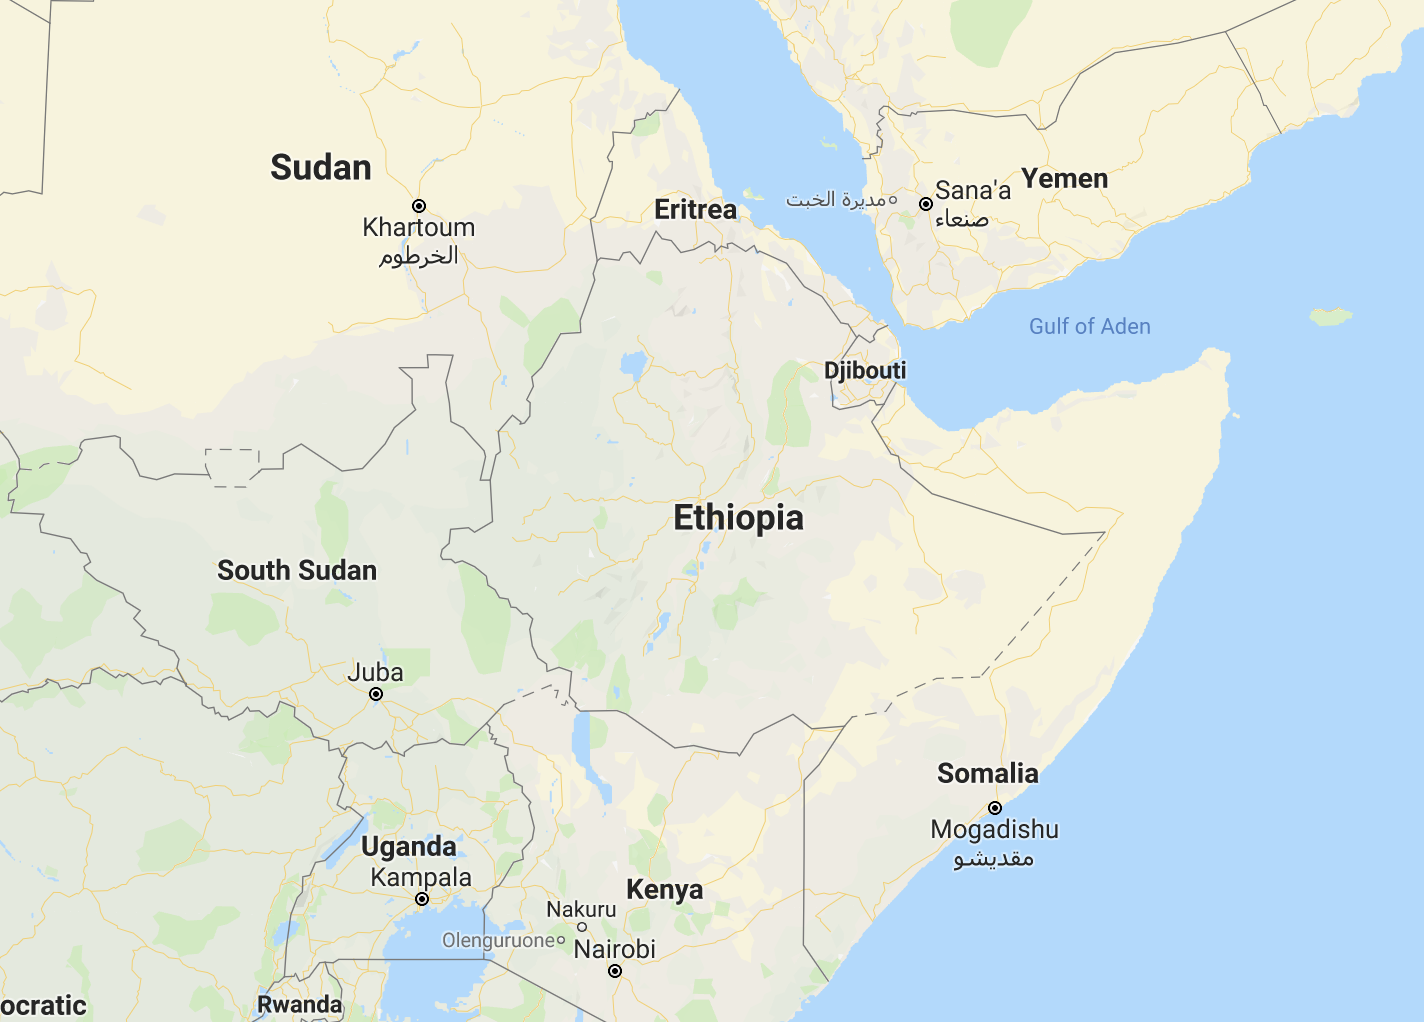 Sudan
Khartoum
الخرطوم
Eritrea
مديرية الخبت
Sana'a
صنعاء
Yemen
Gulf of Aden
Djibouti
Ethiopia
South Sudan
Juba
Somalia
Mogadishu
مقديشو
Uganda
Kampala
Kenya
Nakuru
Olenguruone
Nairobi
ocratic
Rwanda